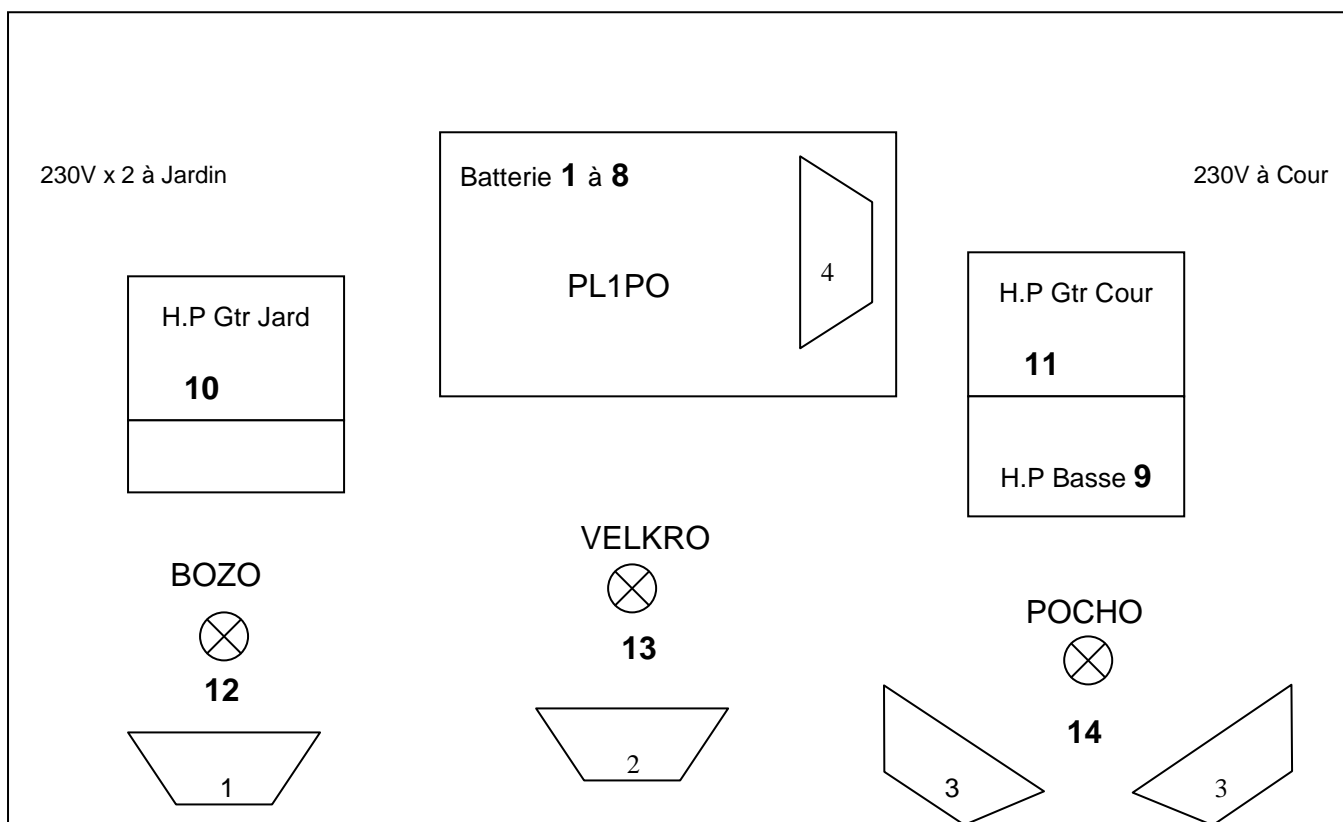 230V x 2 à Jardin
Batterie 1 à 8
230V à Cour
PL1PO
4
H.P Gtr Jard
10
H.P Gtr Cour
11
H.P Basse 9
VELKRO
13
BOZO
12
POCHO
14
1
2
3
3